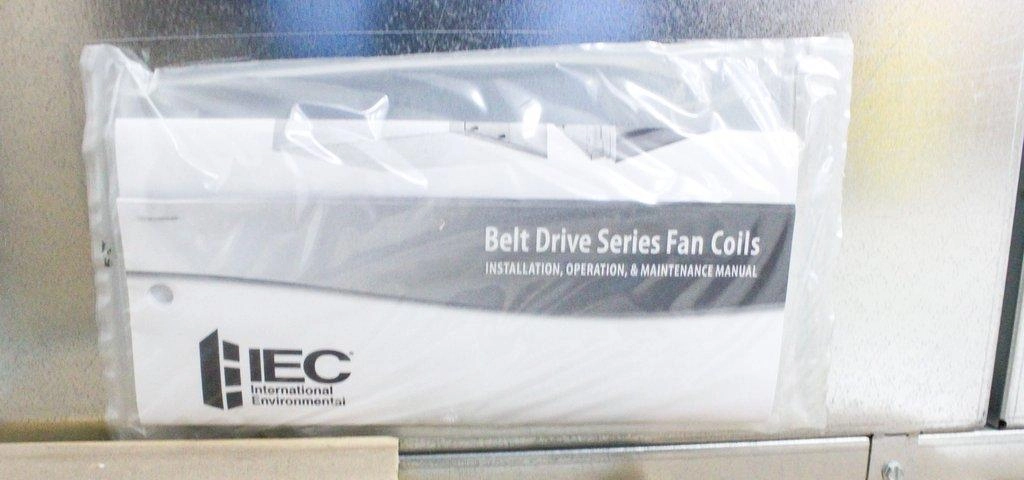 Belt Drive Series Fan Coils
INSTALLATION, OPERATION, & MAINTENANCE MANUAL
IEC
International
Environmental